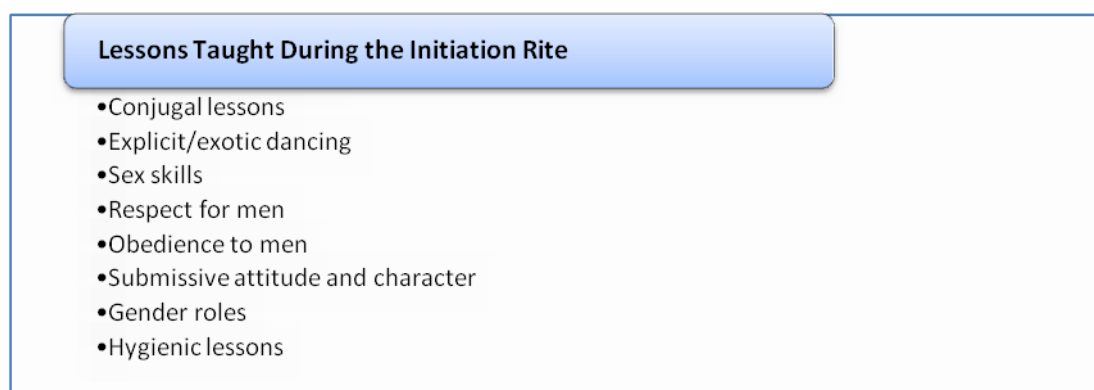 Lessons Taught During the Initiation Rite
•Conjugal lessons
•Explicit/exotic dancing
•Sex skills
•Respect for men
•Obedience to men
•Submissive attitude and character
•Gender roles
•Hygienic lessons